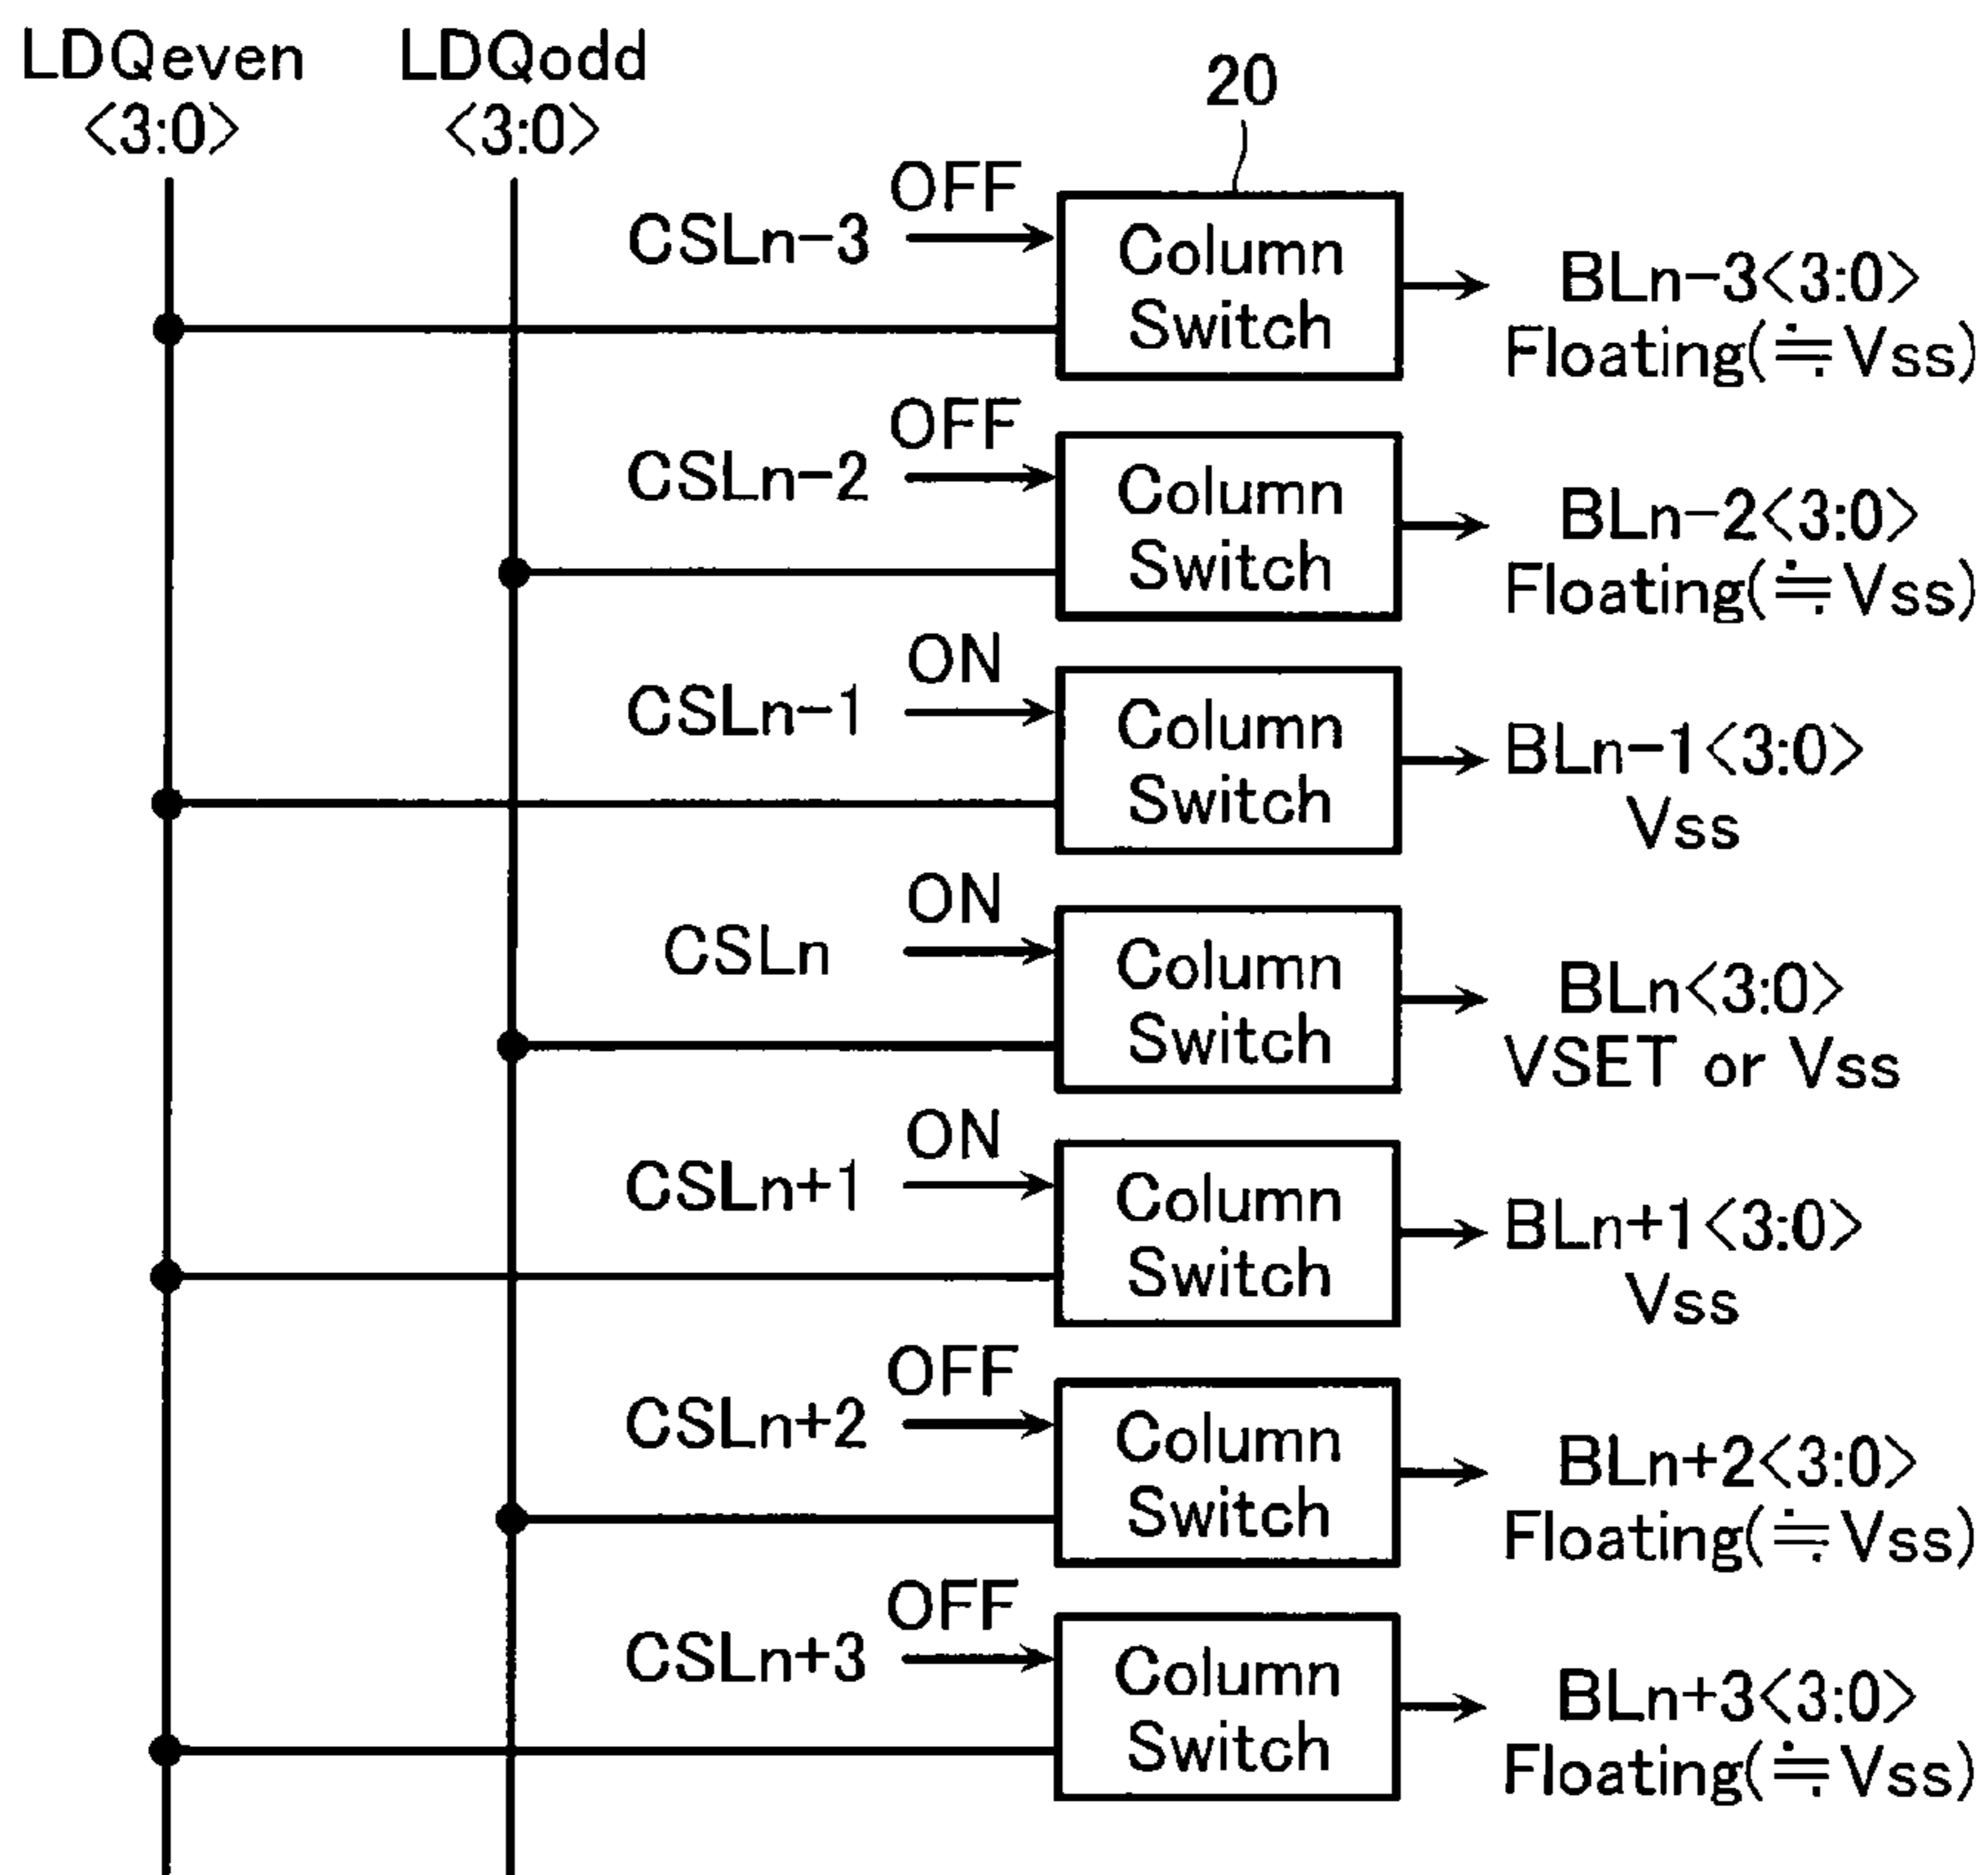 LDQeven
<3:0>
LDQodd
<3:0>
20
CSLn-3
OFF
Column
Switch
BLn-3<3:0>
Floating(≒Vss)
CSLn-2
OFF
Column
Switch
BLn-2<3:0>
Floating(≒Vss)
CSLn-1
ON
Column
Switch
BLn-1<3:0>
Vss
CSLn
ON
Column
Switch
BLn<3:0>
VSET or Vss
CSLn+1
ON
Column
Switch
BLn+1<3:0>
Vss
CSLn+2
OFF
Column
Switch
BLn+2<3:0>
Floating(≒Vss)
CSLn+3
OFF
Column
Switch
BLn+3<3:0>
Floating(≒Vss)